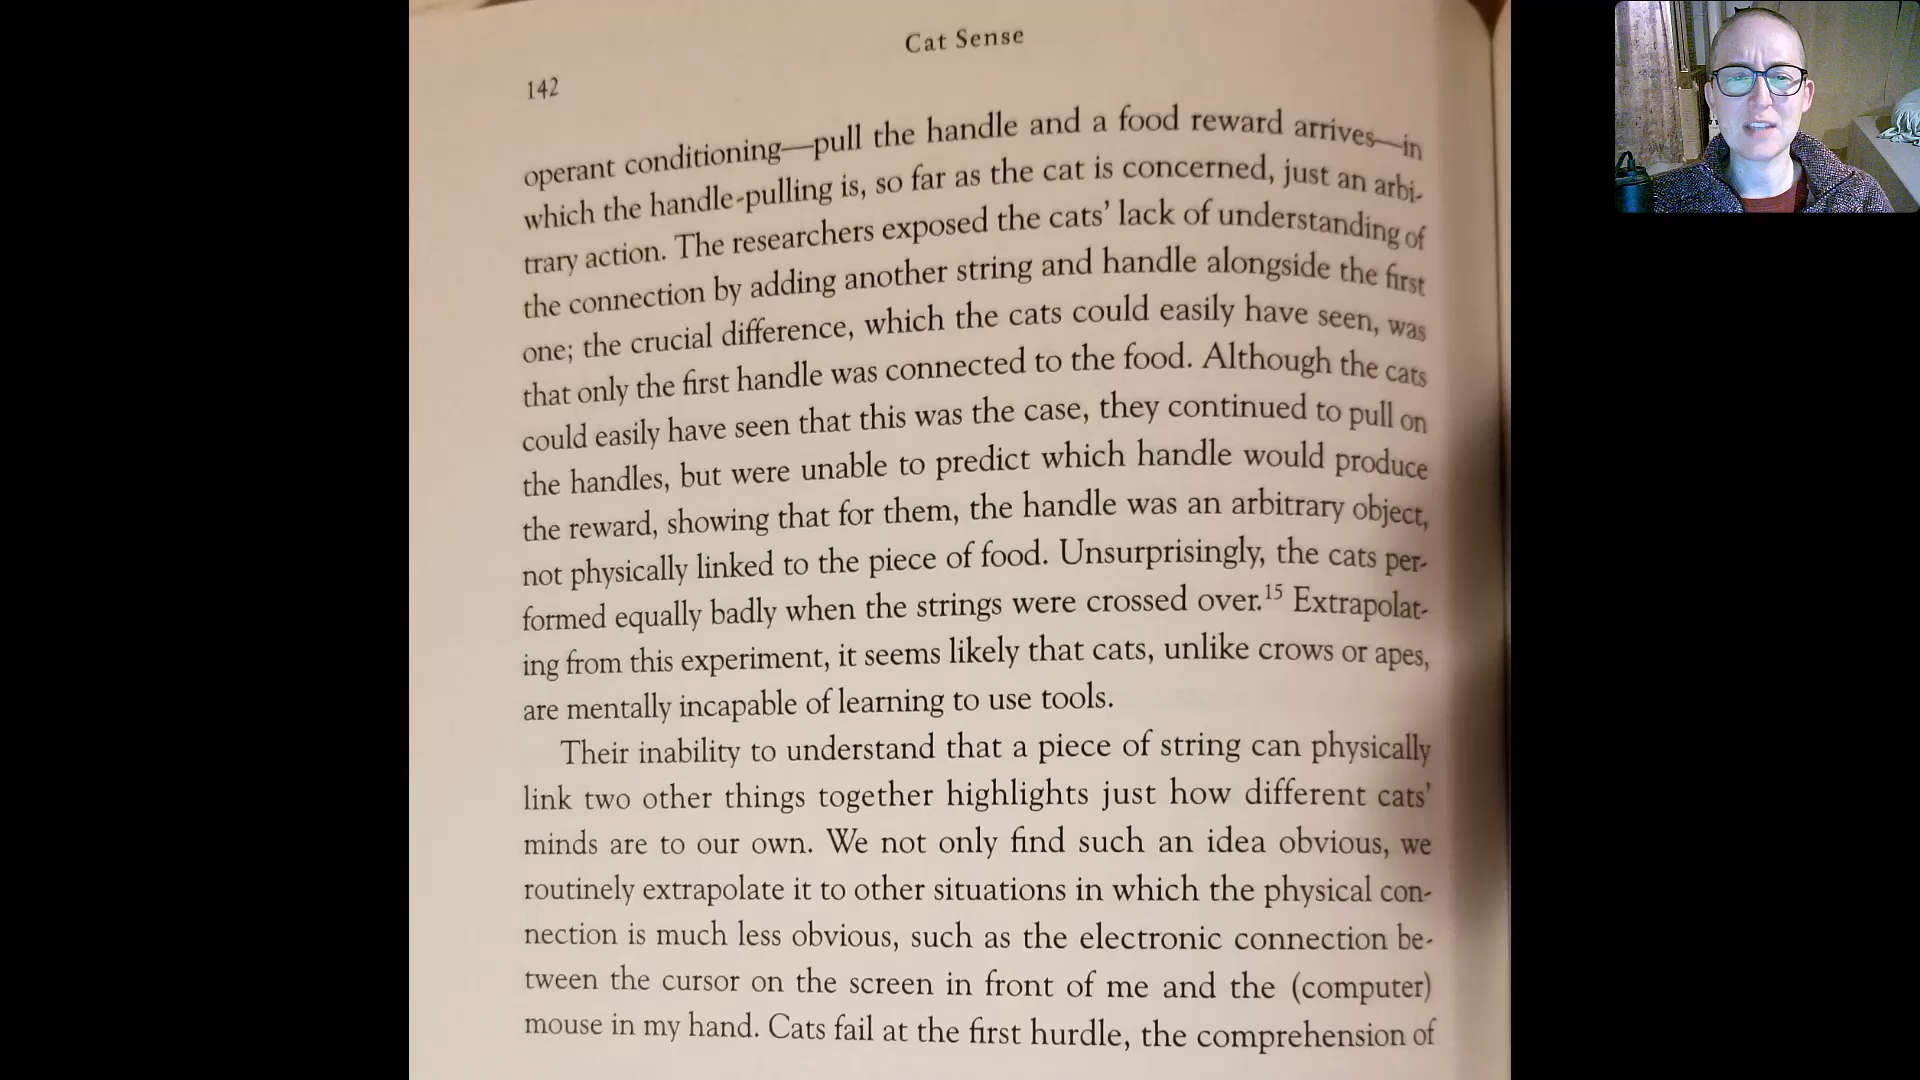 Cat Sense
142
operant conditioning—pull the handle and a food reward arrives—in
which the handle-pulling is, so far as the cat is concerned, just an arbi-
trary action. The researchers exposed the cats’ lack of understanding of
the connection by adding another string and handle alongside the first
one; the crucial difference, which the cats could easily have seen, was
that only the first handle was connected to the food. Although the cats
could easily have seen that this was the case, they continued to pull on
the handles, but were unable to predict which handle would produce
the reward, showing that for them, the handle was an arbitrary object,
not physically linked to the piece of food. Unsurprisingly, the cats per-
formed equally badly when the strings were crossed over.15 Extrapolat-
ing from this experiment, it seems likely that cats, unlike crows or apes,
are mentally incapable of learning to use tools.
Their inability to understand that a piece of string can physically
link two other things together highlights just how different cats’
minds are to our own. We not only find such an idea obvious, we
routinely extrapolate it to other situations in which the physical con-
nection is much less obvious, such as the electronic connection be-
tween the cursor on the screen in front of me and the (computer)
mouse in my hand. Cats fail at the first hurdle, the comprehension of